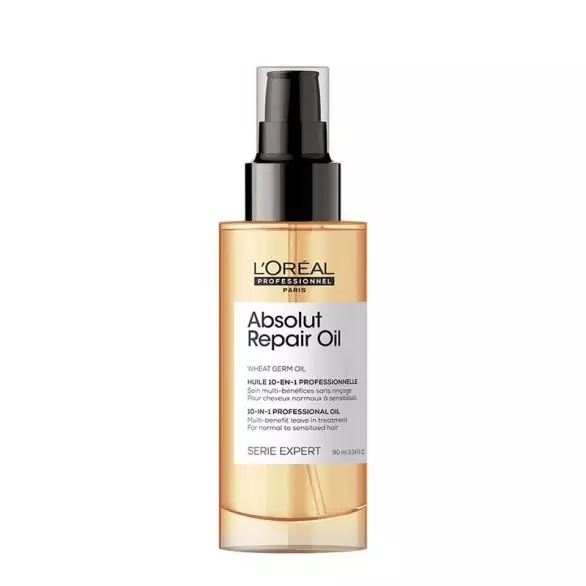 L'ORÉAL
PROFESSIONNEL
PARIS
Absolut
Repair Oil
WHEAT GERM OIL
HUILE 10-EN-1 PROFESSIONNELLE
Soin multi-bénéfices sans rinçage
Pour cheveux normaux à sensibilisés
10-IN-1 PROFESSIONAL OIL
Multi-benefit leave in treatment
For normal to sensitized hair
SERIE EXPERT 90 ml 3.04 FL.OZ